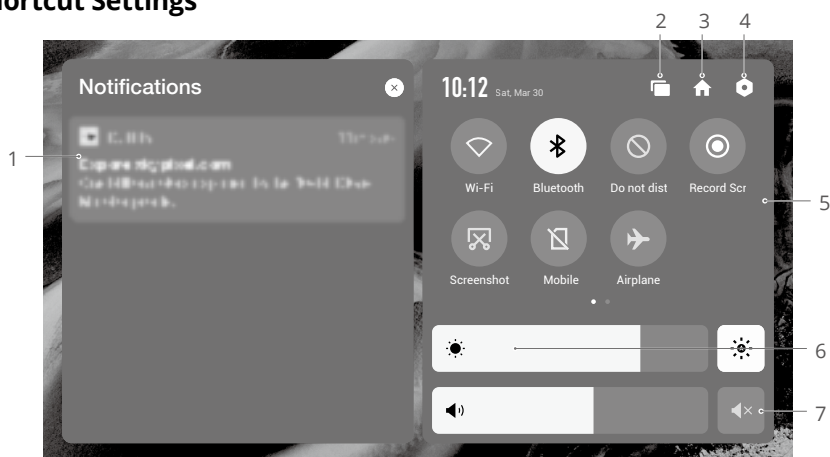 Shortcut Settings
2 3 4
Notifications
10:12 Sat, Mar 30
1
Wi-Fi Bluetooth Do not dist Record Scr
5
Screenshot Mobile Airplane
6
7